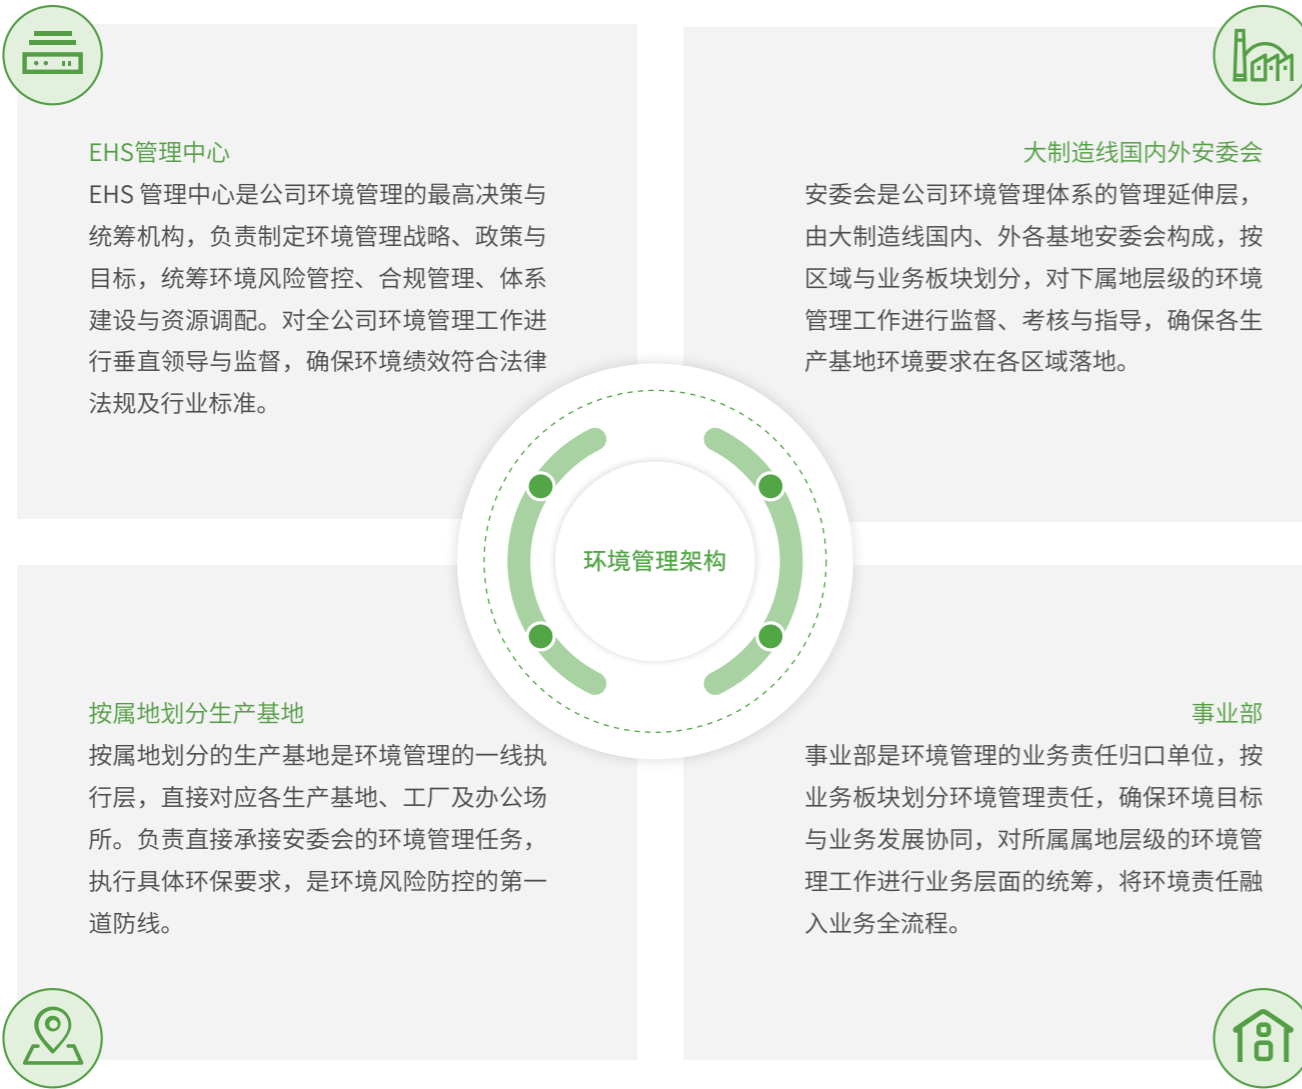 EHS管理中心
EHS 管理中心是公司环境管理的最高决策与
统筹机构，负责制定环境管理战略、政策与
目标，统筹环境风险管控、合规管理、体系
建设与资源调配。对全公司环境管理工作进
行垂直领导与监督，确保环境绩效符合法律
法规及行业标准。
大制造线国内外安委会
安委会是公司环境管理体系的管理延伸层，
由大制造线国内、外各基地安委会构成，按
区域与业务板块划分，对下属地层级的环境
管理工作进行监督、考核与指导，确保各生
产基地环境要求在各区域落地。
环境管理架构
按属地划分生产基地
按属地划分的生产基地是环境管理的一线执
行层，直接对应各生产基地、工厂及办公场
所。负责直接承接安委会的环境管理任务，
执行具体环保要求，是环境风险防控的第一
道防线。
事业部
事业部是环境管理的业务责任归口单位，按
业务板块划分环境管理责任，确保环境目标
与业务发展协同，对所属属地层级的环境管
理工作进行业务层面的统筹，将环境责任融
入业务全流程。